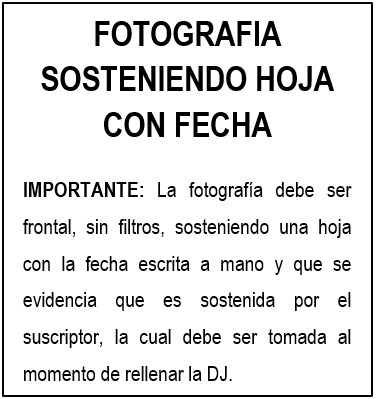 FOTOGRAFIA
SOSTENIENDO HOJA
CON FECHA
IMPORTANTE: La fotografía debe ser
frontal, sin filtros, sosteniendo una hoja
con la fecha escrita a mano y que se
evidencia que es sostenida por el
suscriptor, la cual debe ser tomada al
momento de rellenar la DJ.